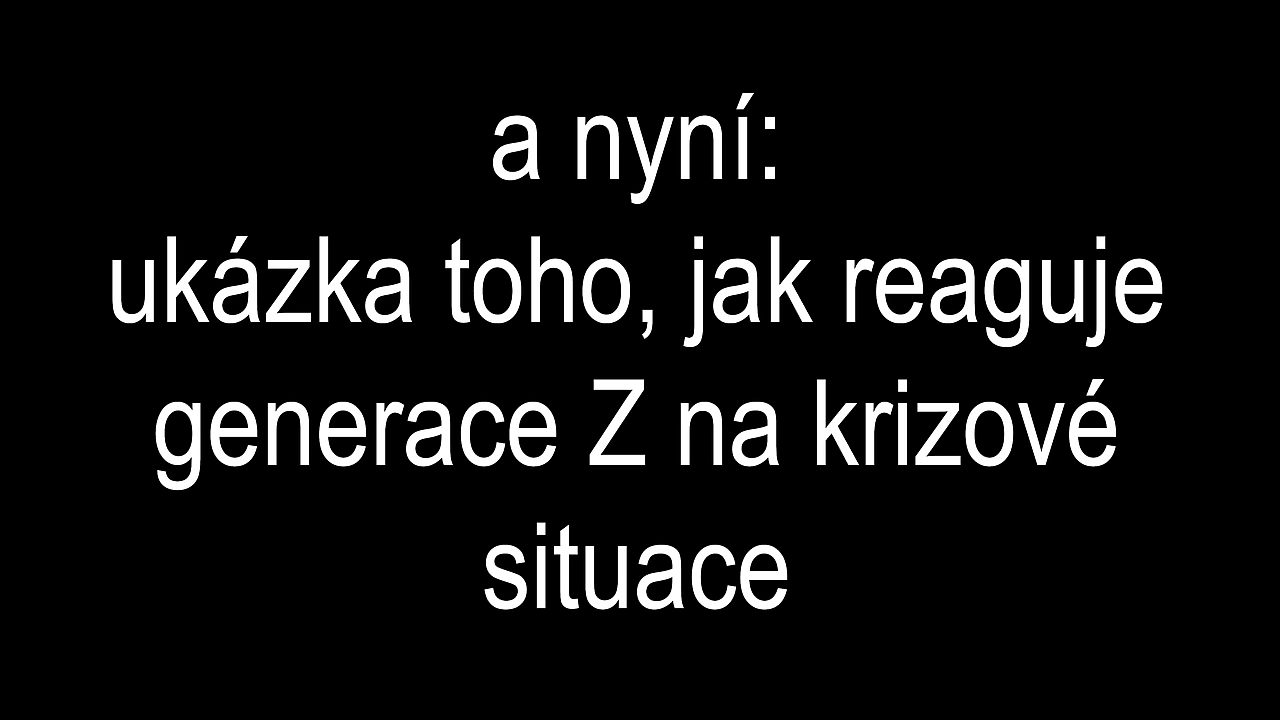 a nyní:
ukázka toho, jak reaguje
generace Z na krizové
situace